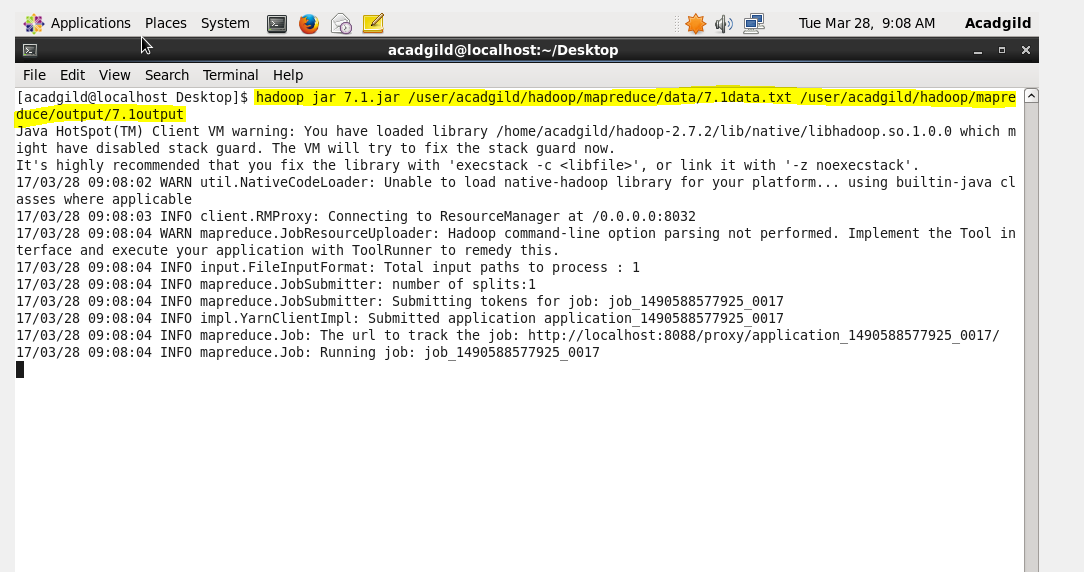 Applications Places System Tue Mar 28, 9:08 AM Acadgild
acadgild@localhost:~/Desktop
File Edit View Search Terminal Help
[acadgild@localhost Desktop]$ hadoop jar 7.1.jar /user/acadgild/hadoop/mapreduce/data/7.1data.txt /user/acadgild/hadoop/mapre
duce/output/7.1output
Java HotSpot(TM) Client VM warning: You have loaded library /home/acadgild/hadoop-2.7.2/lib/native/libhadoop.so.1.0.0 which m
ight have disabled stack guard. The VM will try to fix the stack guard now.
It's highly recommended that you fix the library with 'execstack -c <libfile>', or link it with '-z noexecstack'.
17/03/28 09:08:02 WARN util.NativeCodeLoader: Unable to load native-hadoop library for your platform... using builtin-java cl
asses where applicable
17/03/28 09:08:03 INFO client.RMProxy: Connecting to ResourceManager at /0.0.0.0:8032
17/03/28 09:08:04 WARN mapreduce.JobResourceUploader: Hadoop command-line option parsing not performed. Implement the Tool in
terface and execute your application with ToolRunner to remedy this.
17/03/28 09:08:04 INFO input.FileInputFormat: Total input paths to process : 1
17/03/28 09:08:04 INFO mapreduce.JobSubmitter: number of splits:1
17/03/28 09:08:04 INFO mapreduce.JobSubmitter: Submitting tokens for job: job_1490588577925_0017
17/03/28 09:08:04 INFO impl.YarnClientImpl: Submitted application application_1490588577925_0017
17/03/28 09:08:04 INFO mapreduce.Job: The url to track the job: http://localhost:8088/proxy/application_1490588577925_0017/
17/03/28 09:08:04 INFO mapreduce.Job: Running job: job_1490588577925_0017